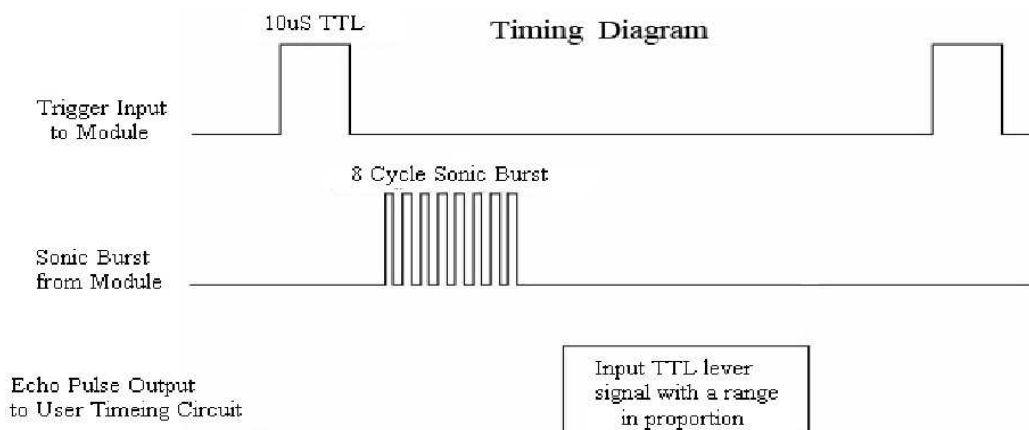 10uS TTL
Timing Diagram
Trigger Input
to Module
8 Cycle Sonic Burst
Sonic Burst
from Module
Echo Pulse Output
to User Timeing Circuit
Input TTL lever
signal with a range
in proportion